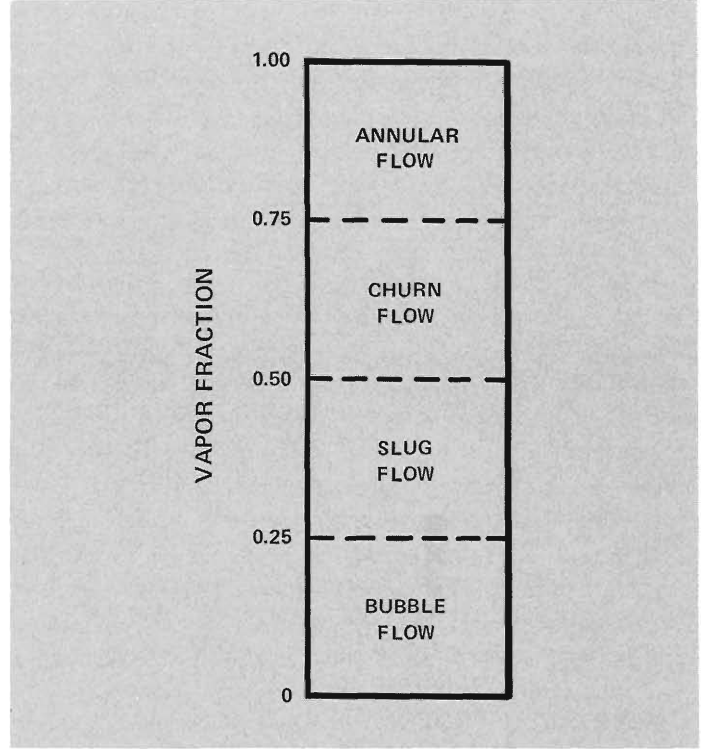 1.00
ANNULAR
FLOW
0.75
CHURN
FLOW
VAPOR FRACTION
0.50
SLUG
FLOW
0.25
BUBBLE
FLOW
0